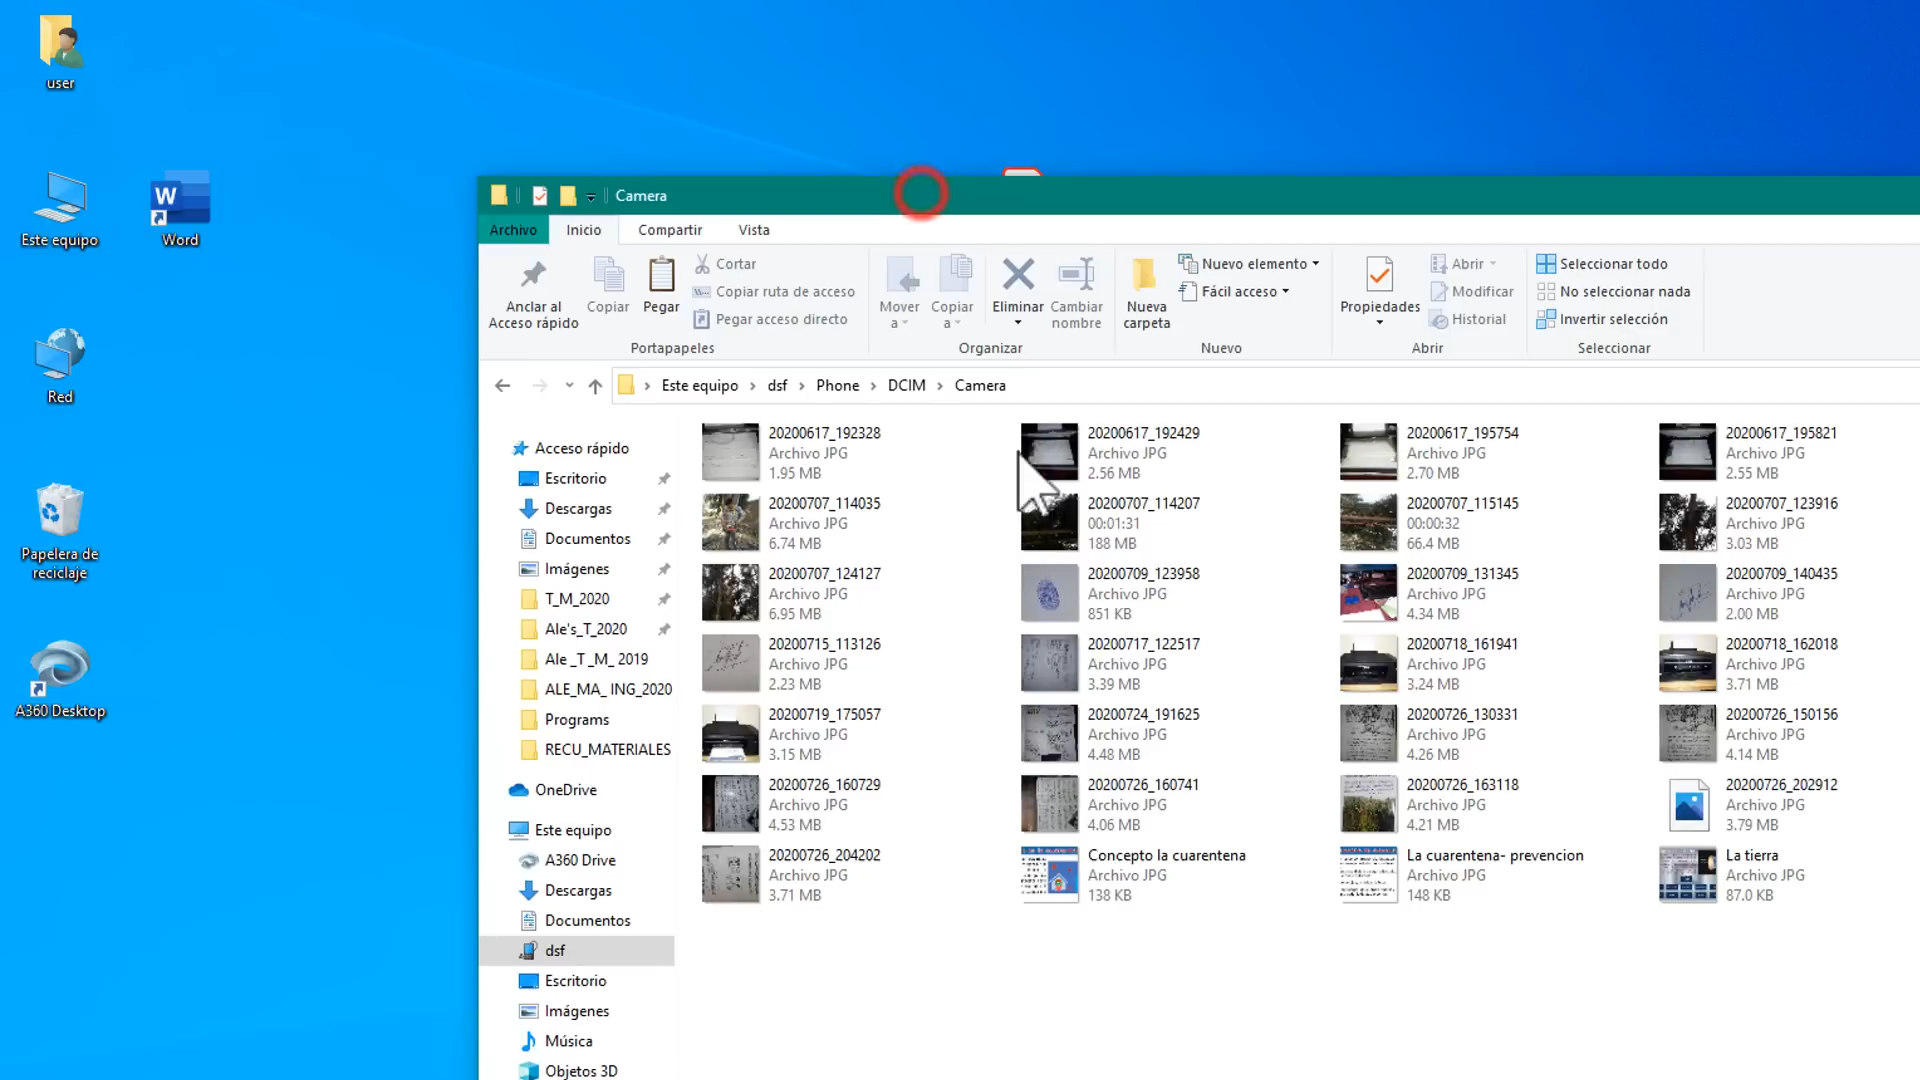 user
Este equipo
Word
Red
Papelera de
reciclaje
A360 Desktop
Camera
Archivo
Inicio
Compartir
Vista
Anclar al
Acceso rápido
Copiar
Pegar
Cortar
Copiar ruta de acceso
Pegar acceso directo
Portapapeles
Mover
a
Copiar
a
Eliminar
Cambiar
nombre
Organizar
Nueva
carpeta
Nuevo elemento
Fácil acceso
Nuevo
Propiedades
Abrir
Modificar
Historial
Abrir
Seleccionar todo
No seleccionar nada
Invertir selección
Seleccionar
Este equipo > dsf > Phone > DCIM > Camera
Acceso rápido
Escritorio
Descargas
Documentos
Imágenes
T_M_2020
Ale's_T_2020
Ale _T _M_ 2019
ALE_MA_ ING_2020
Programs
RECU_MATERIALES
OneDrive
Este equipo
A360 Drive
Descargas
Documentos
dsf
Escritorio
Imágenes
Música
Objetos 3D
20200617_192328
Archivo JPG
1.95 MB
20200617_192429
Archivo JPG
2.56 MB
20200617_195754
Archivo JPG
2.70 MB
20200617_195821
Archivo JPG
2.55 MB
20200707_114035
Archivo JPG
6.74 MB
20200707_114207
00:01:31
188 MB
20200707_115145
00:00:32
66.4 MB
20200707_123916
Archivo JPG
3.03 MB
20200707_124127
Archivo JPG
6.95 MB
20200709_123958
Archivo JPG
851 KB
20200709_131345
Archivo JPG
4.34 MB
20200709_140435
Archivo JPG
2.00 MB
20200715_113126
Archivo JPG
2.23 MB
20200717_122517
Archivo JPG
3.39 MB
20200718_161941
Archivo JPG
3.24 MB
20200718_162018
Archivo JPG
3.71 MB
20200719_175057
Archivo JPG
3.15 MB
20200724_191625
Archivo JPG
4.48 MB
20200726_130331
Archivo JPG
4.26 MB
20200726_150156
Archivo JPG
4.14 MB
20200726_160729
Archivo JPG
4.53 MB
20200726_160741
Archivo JPG
4.06 MB
20200726_163118
Archivo JPG
4.21 MB
20200726_202912
Archivo JPG
3.79 MB
20200726_204202
Archivo JPG
3.71 MB
Concepto la cuarentena
Archivo JPG
138 KB
La cuarentena- prevencion
Archivo JPG
148 KB
La tierra
Archivo JPG
87.0 KB